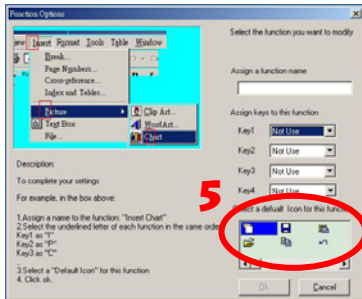 Function Options
Select the function you want to modify
Insert Format Tools Table Window
Break...
Page Numbers...
Cross-reference...
Index and Tables...
Picture
Clip Art...
Text Box
WordArt...
File...
Chart
Assign a function name
Assign keys to this function
Key1 Not Use
Key2 Not Use
Key3 Not Use
Key4 Not Use
Description:
To complete your settings
For example, in the box above:
1.Assign a name to the function: "Insert Chart"
2.Select the underlined letter of each function in the same order
Key1 as "I"
Key2 as "P"
Key3 as "C"
...
3.Select a "Default Icon" for this function
4. Click ok.
5
Select a defualt Icon for this function
Ok
Cancel